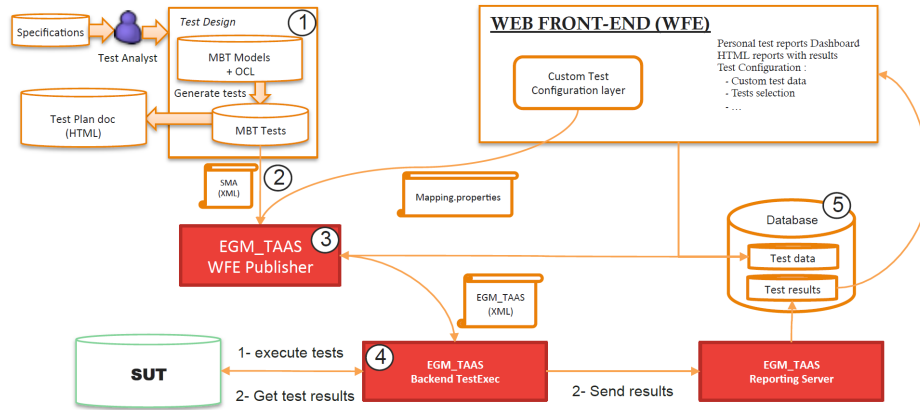 Specifications
Test Analyst
Test Design
1
MBT Models
+ OCL
Generate tests
MBT Tests
Test Plan doc
(HTML)
SMA
(XML)
2
WEB FRONT-END (WFE)
Custom Test
Configuration layer
Personal test reports Dashboard
HTML reports with results
Test Configuration :
- Custom test data
- Tests selection
- ...
Mapping.properties
EGM_TAAS
WFE Publisher
3
Database
5
Test data
Test results
EGM_TAAS
(XML)
SUT
1- execute tests
2- Get test results
4
EGM_TAAS
Backend TestExec
2- Send results
EGM_TAAS
Reporting Server